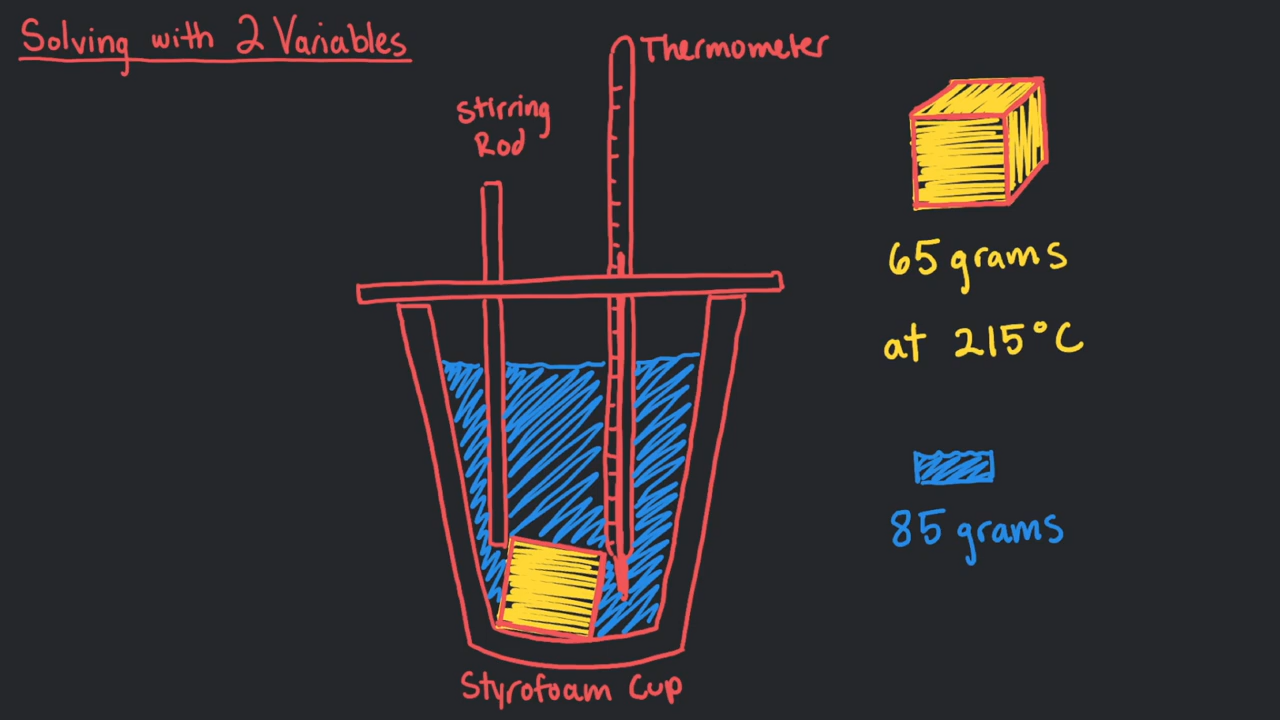 Solving with 2 Variables
Thermometer
Stirring
Rod
65 grams
at 215°C
85 grams
Styrofoam Cup